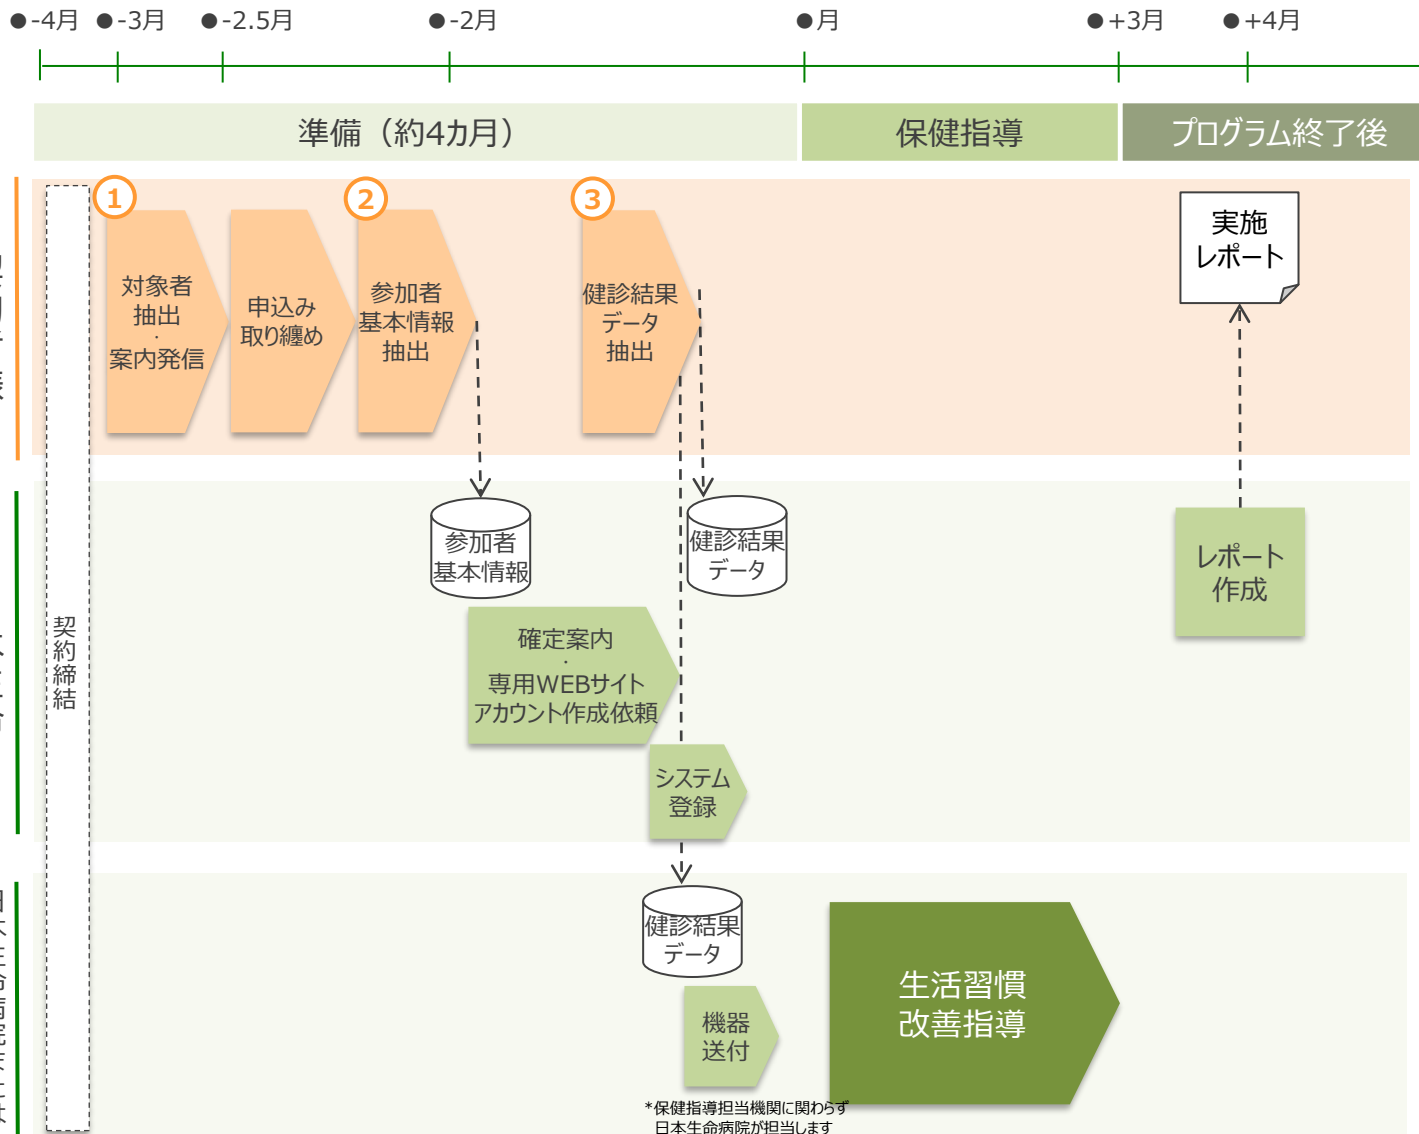 ●-4月
●-3月
●-2.5月
●-2月
●月
●+3月
●+4月
準備（約4カ月）
保健指導
プログラム終了後
①
対象者
抽出
・
案内発信
申込み
取り纏め
②
参加者
基本情報
抽出
③
健診結果
データ
抽出
実施
レポート
参加者
基本情報
健診結果
データ
レポート
作成
契約締結
確定案内
・
専用WEBサイト
アカウント作成依頼
システム
登録
健診結果
データ
機器
送付
生活習慣
改善指導
*保健指導担当機関に関わらず
日本生命病院が担当します